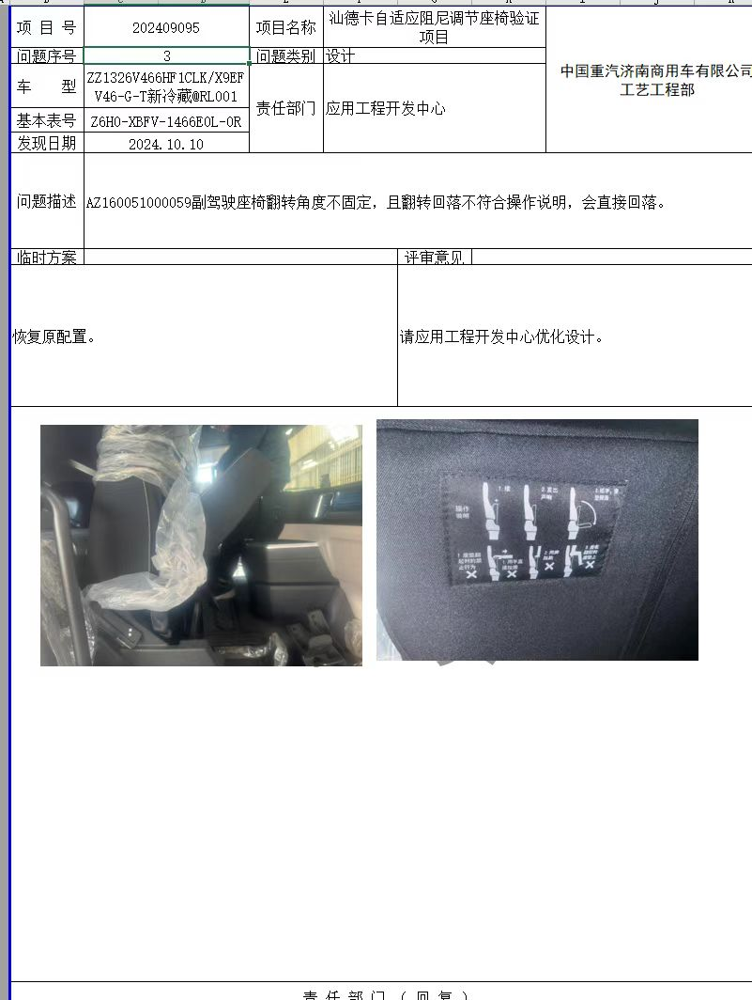 项 目 号 202409095 项目名称 汕德卡自适应阻尼调节座椅验证
项目
中国重汽济南商用车有限公司
工艺工程部
问题序号 3 问题类别 设计
车 型 ZZ1326V466HF1CLK/X9EF
V46-G-T新冷藏@RL001
责任部门 应用工程开发中心
基本表号 Z6H0-XBFV-1466E0L-0R
发现日期 2024.10.10
问题描述 AZ160051000059副驾驶座椅翻转角度不固定，且翻转回落不符合操作说明，会直接回落。
临时方案 评审意见
恢复原配置。 请应用工程开发中心优化设计。
操作
说明
责 任 部 门 （ 回 复 ）